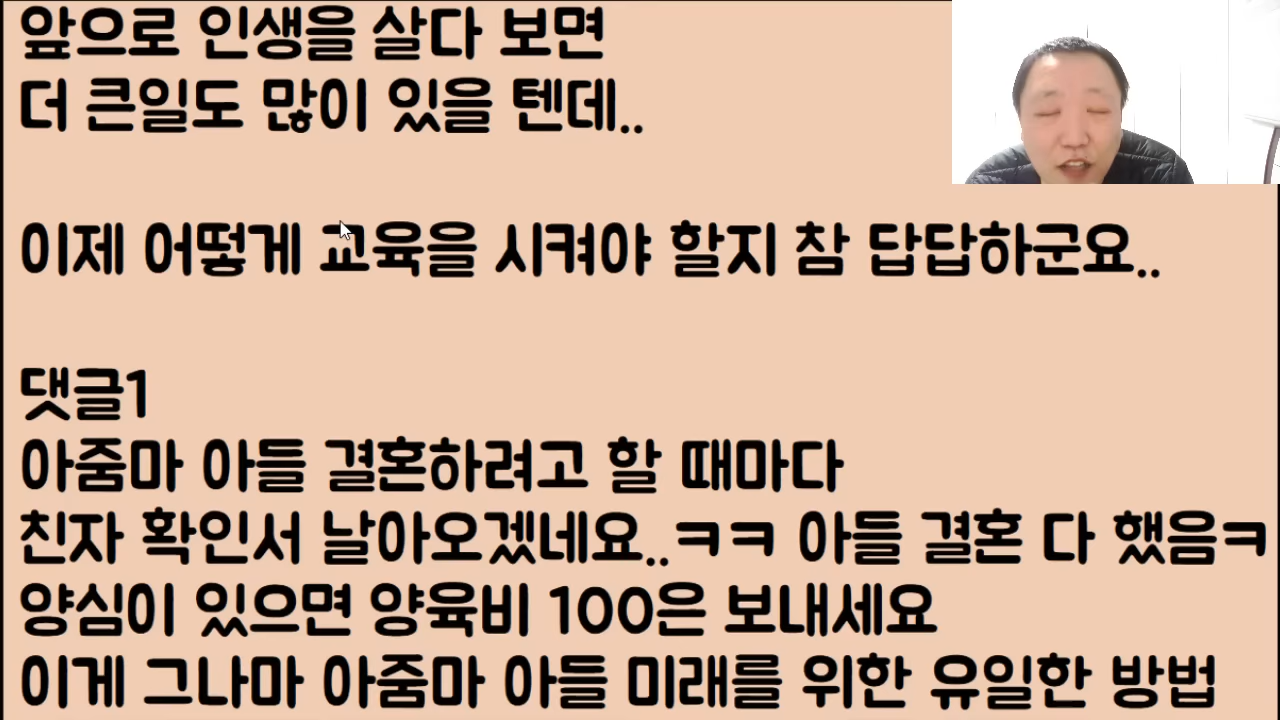 앞으로 인생을 살다 보면
더 큰일도 많이 있을 텐데..
이제 어떻게 교육을 시켜야 할지 참 답답하군요..
댓글1
아줌마 아들 결혼하려고 할 때마다
친자 확인서 날아오겠네요..ㅋㅋ 아들 결혼 다 했음ㅋ
양심이 있으면 양육비 100은 보내세요
이게 그나마 아줌마 아들 미래를 위한 유일한 방법